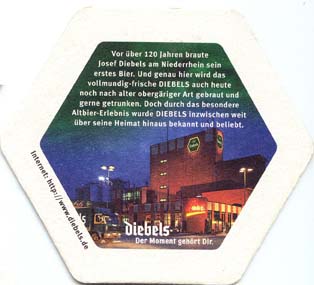 Vor über 120 Jahren braute
Josef Diebels am Niederrhein sein
erstes Bier. Und genau hier wird das
vollmundig-frische DIEBELS auch heute
noch nach alter obergäriger Art gebraut und
gerne getrunken. Doch durch das besondere
Altbier-Erlebnis wurde DIEBELS inzwischen weit
über seine Heimat hinaus bekannt und beliebt.
Internet: http://www.diebels.de
diebels
Der Moment gehört Dir.